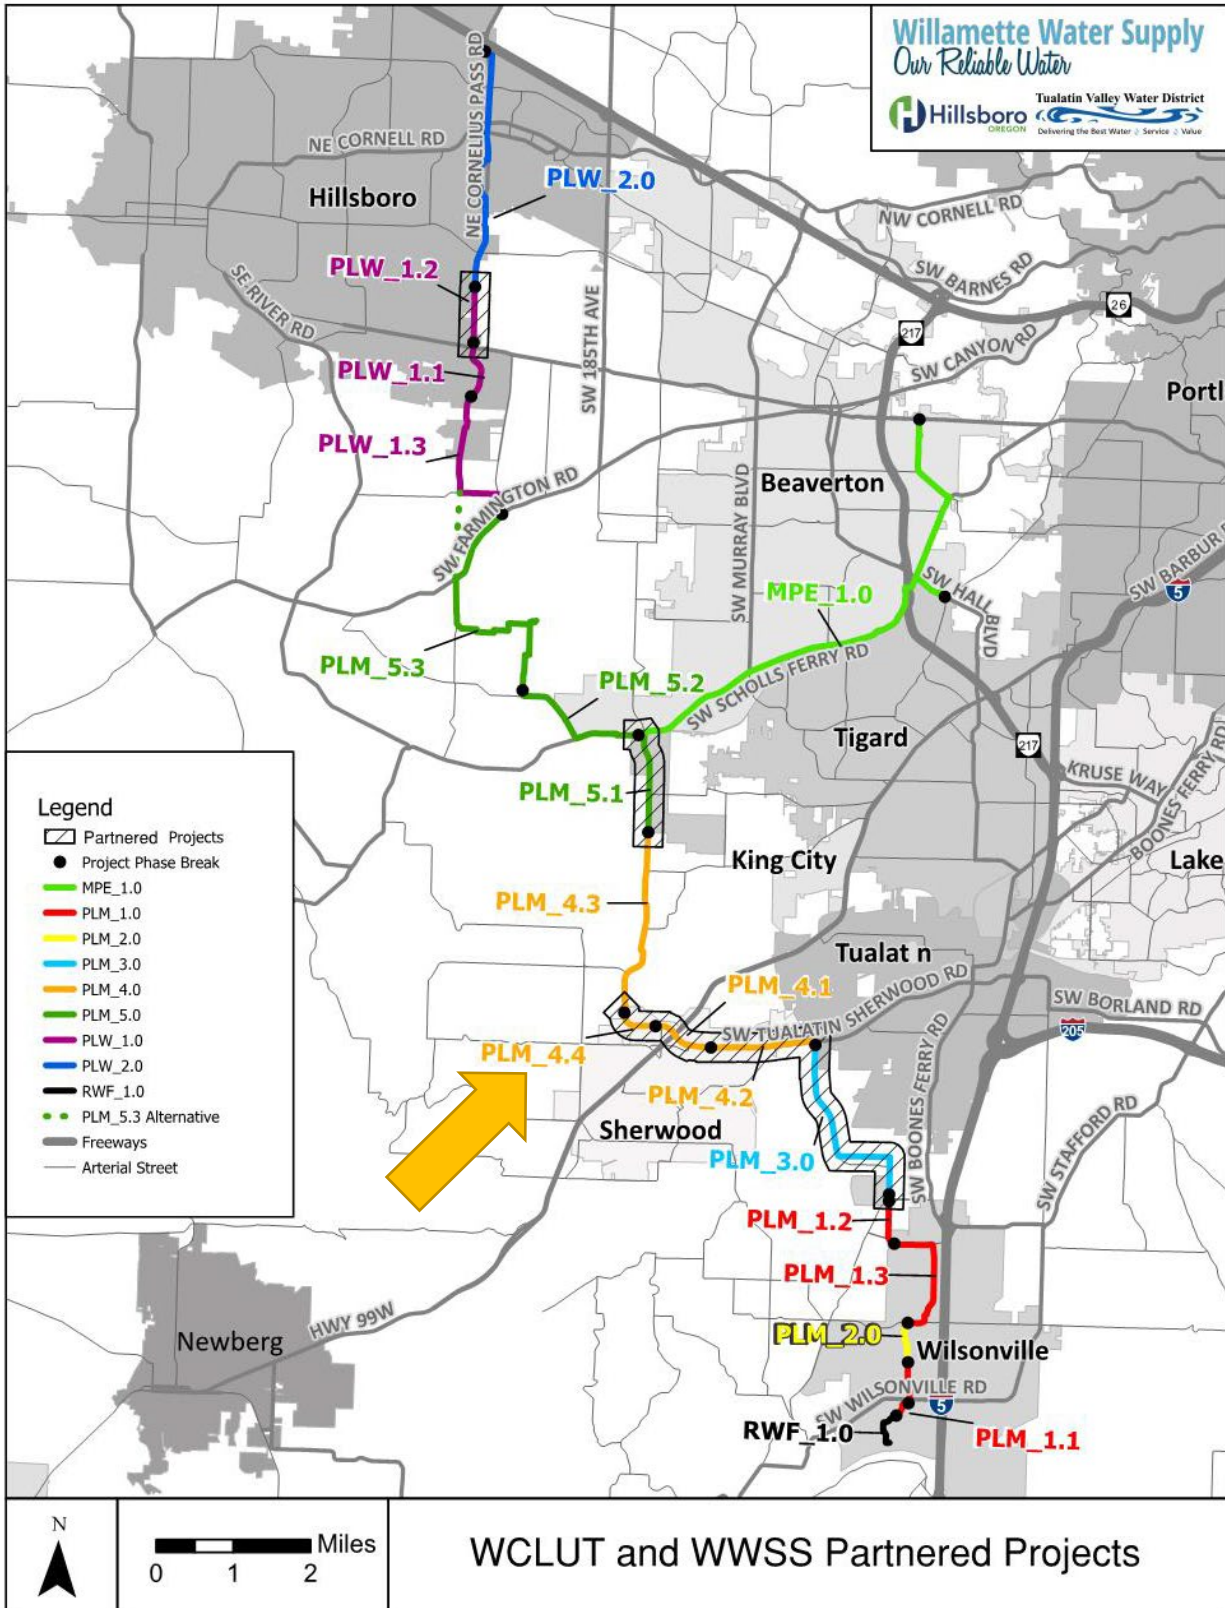 Willamette Water Supply
Our Reliable Water
Hillsboro
OREGON
Tualatin Valley Water District
Delivering the Best Water Service Value
NE CORNELIUS PASS RD
NE CORNELL RD
PLW_2.0
Hillsboro
NW CORNELL RD
PLW_1.2
SW BARNES RD
SE RIVER RD
SW 185TH AVE
26
217
SW CANYON RD
PLW_1.1
Portl
PLW_1.3
Beaverton
SW MURRAY BLVD
SW FARMINGTON RD
SW BARBUR
5
SW HALL BLVD
MPE_1.0
PLM_5.3
PLM_5.2
SW SCHOLLS FERRY RD
Tigard
217
KRUSE WAY
BOONES FERRY RD
PLM_5.1
King City
Lake
PLM_4.3
Tualat n
PLM_4.1
SW TUALATIN SHERWOOD RD
SW BORLAND RD
205
PLM_4.4
PLM_4.2
SW BOONES FERRY RD
SW STAFFORD RD
Sherwood
PLM_3.0
PLM_1.2
PLM_1.3
HWY 99W
Newberg
PLM_2.0
Wilsonville
SW WILSONVILLE RD
5
RWF_1.0
PLM_1.1
Legend
Partnered Projects
Project Phase Break
MPE_1.0
PLM_1.0
PLM_2.0
PLM_3.0
PLM_4.0
PLM_5.0
PLW_1.0
PLW_2.0
RWF_1.0
PLM_5.3 Alternative
Freeways
Arterial Street
N
Miles
0 1 2
WCLUT and WWSS Partnered Projects